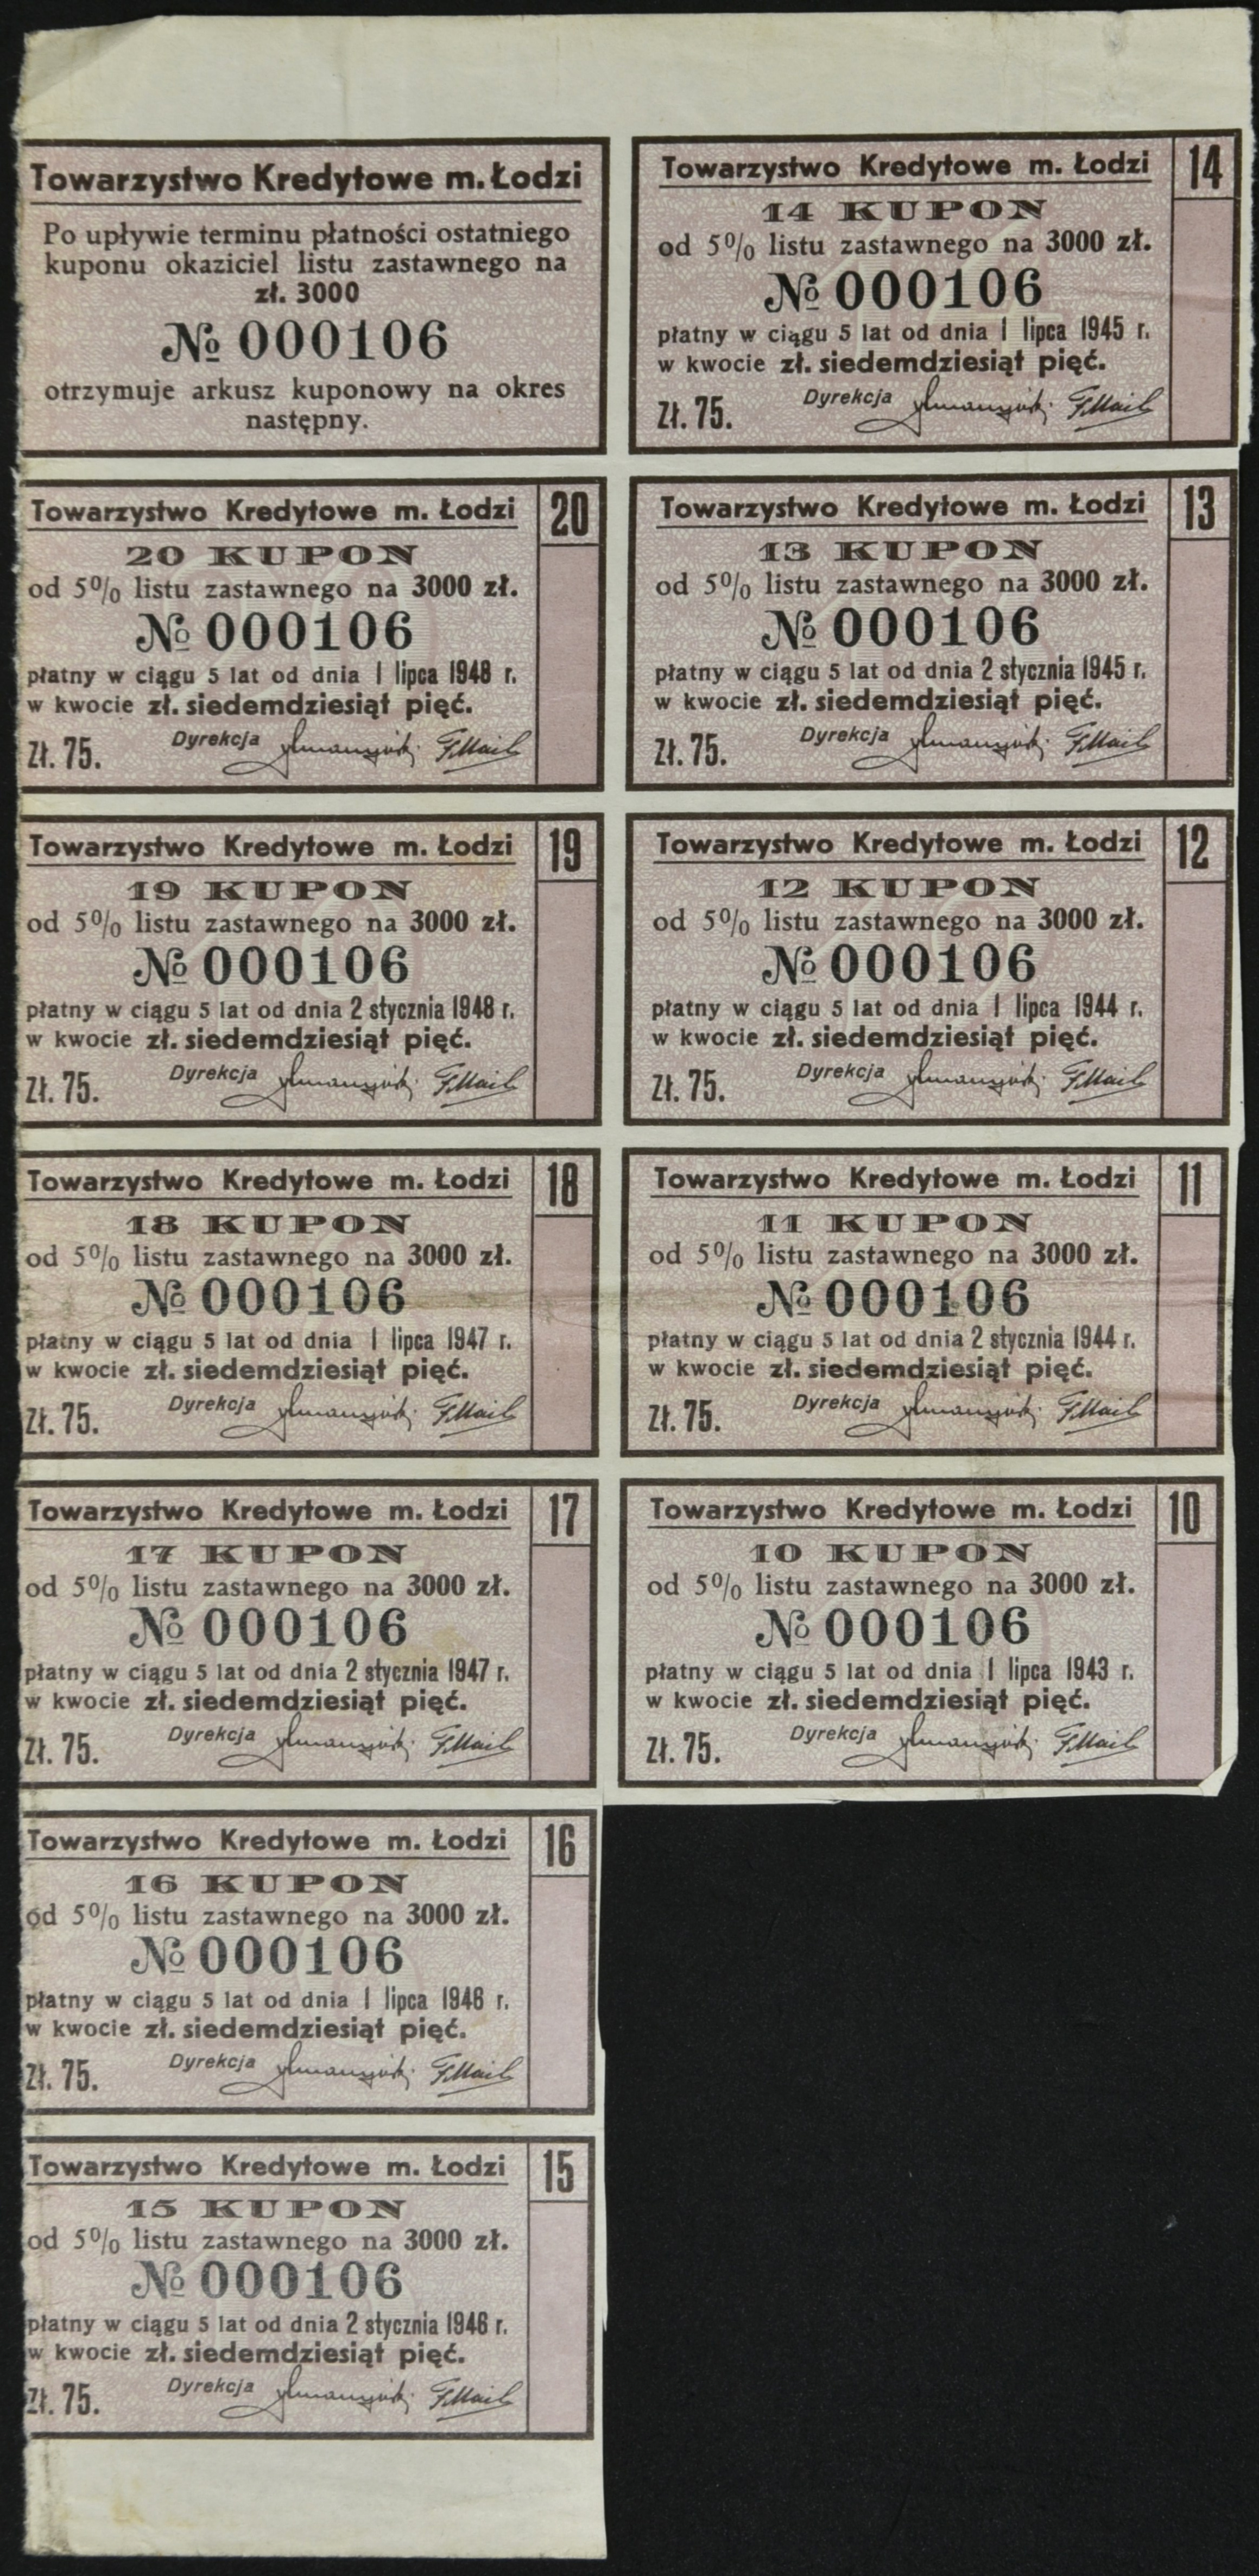 Towarzystwo Kredytowe m. Łodzi
Po upływie terminu płatności ostatniego
kuponu okaziciel listu zastawnego na
zł. 3000
№ 000106
otrzymuje arkusz kuponowy na okres
następny.
Towarzystwo Kredytowe m. Łodzi
20
20 KUPON
od 5% listu zastawnego na 3000 zł.
№ 000106
płatny w ciągu 5 lat od dnia 1 lipca 1948 r.
w kwocie zł. siedemdziesiąt pięć.
Zł. 75.
Dyrekcja
Towarzystwo Kredytowe m. Łodzi
19
19 KUPON
od 5% listu zastawnego na 3000 zł.
№ 000106
płatny w ciągu 5 lat od dnia 2 stycznia 1948 r.
w kwocie zł. siedemdziesiąt pięć.
Zł. 75.
Dyrekcja
Towarzystwo Kredytowe m. Łodzi
18
18 KUPON
od 5% listu zastawnego na 3000 zł.
№ 000106
płatny w ciągu 5 lat od dnia 1 lipca 1947 r.
w kwocie zł. siedemdziesiąt pięć.
Zł. 75.
Dyrekcja
Towarzystwo Kredytowe m. Łodzi
17
17 KUPON
od 5% listu zastawnego na 3000 zł.
№ 000106
płatny w ciągu 5 lat od dnia 2 stycznia 1947 r.
w kwocie zł. siedemdziesiąt pięć.
Zł. 75.
Dyrekcja
Towarzystwo Kredytowe m. Łodzi
16
16 KUPON
od 5% listu zastawnego na 3000 zł.
№ 000106
płatny w ciągu 5 lat od dnia 1 lipca 1946 r.
w kwocie zł. siedemdziesiąt pięć.
Zł. 75.
Dyrekcja
Towarzystwo Kredytowe m. Łodzi
15
15 KUPON
od 5% listu zastawnego na 3000 zł.
№ 000106
płatny w ciągu 5 lat od dnia 2 stycznia 1946 r.
w kwocie zł. siedemdziesiąt pięć.
Zł. 75.
Dyrekcja
Towarzystwo Kredytowe m. Łodzi
14
14 KUPON
od 5% listu zastawnego na 3000 zł.
№ 000106
płatny w ciągu 5 lat od dnia 1 lipca 1945 r.
w kwocie zł. siedemdziesiąt pięć.
Zł. 75.
Dyrekcja
Towarzystwo Kredytowe m. Łodzi
13
13 KUPON
od 5% listu zastawnego na 3000 zł.
№ 000106
płatny w ciągu 5 lat od dnia 2 stycznia 1945 r.
w kwocie zł. siedemdziesiąt pięć.
Zł. 75.
Dyrekcja
Towarzystwo Kredytowe m. Łodzi
12
12 KUPON
od 5% listu zastawnego na 3000 zł.
№ 000106
płatny w ciągu 5 lat od dnia 1 lipca 1944 r.
w kwocie zł. siedemdziesiąt pięć.
Zł. 75.
Dyrekcja
Towarzystwo Kredytowe m. Łodzi
11
11 KUPON
od 5% listu zastawnego na 3000 zł.
№ 000106
płatny w ciągu 5 lat od dnia 2 stycznia 1944 r.
w kwocie zł. siedemdziesiąt pięć.
Zł. 75.
Dyrekcja
Towarzystwo Kredytowe m. Łodzi
10
10 KUPON
od 5% listu zastawnego na 3000 zł.
№ 000106
płatny w ciągu 5 lat od dnia 1 lipca 1943 r.
w kwocie zł. siedemdziesiąt pięć.
Zł. 75.
Dyrekcja